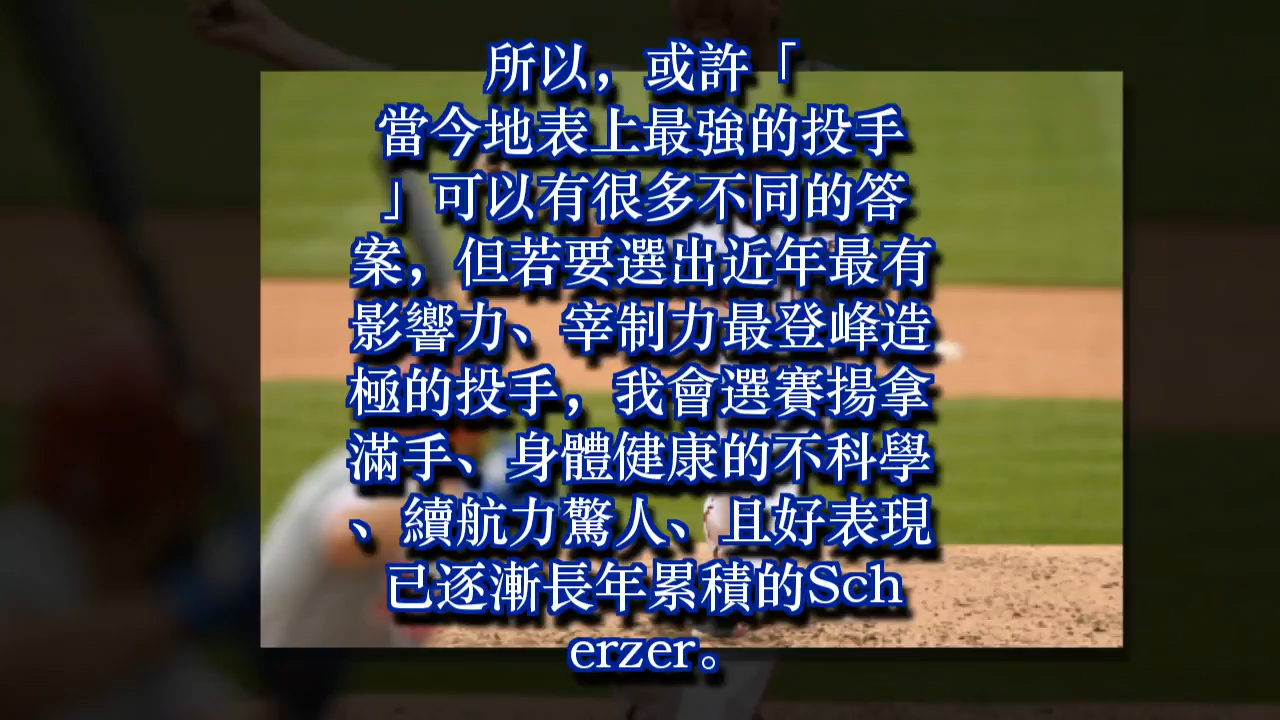 所以，或許「
當今地表上最強的投手
」可以有很多不同的答
案，但若要選出近年最有
影響力、宰制力最登峰造
極的投手，我會選賽揚拿
滿手、身體健康的不科學
、續航力驚人、且好表現
已逐漸長年累積的Sch
erzer。